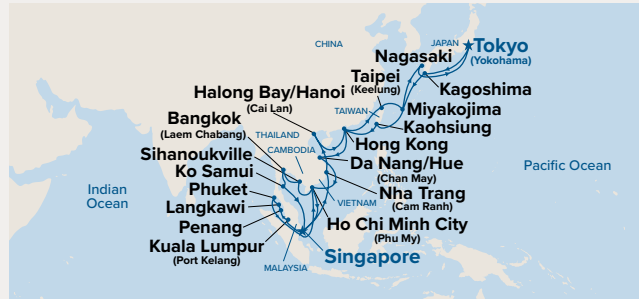 CHINA
JAPAN
Tokyo
(Yokohama)
Nagasaki
Taipei
(Keelung)
Kagoshima
Halong Bay/Hanoi
(Cai Lan)
TAIWAN
Miyakojima
Bangkok
(Laem Chabang)
Kaohsiung
THAILAND
Hong Kong
CAMBODIA
Sihanoukville
Da Nang/Hue
(Chan May)
Ko Samui
Pacific Ocean
Indian
Ocean
Phuket
Nha Trang
(Cam Ranh)
VIETNAM
Langkawi
Penang
Ho Chi Minh City
(Phu My)
Kuala Lumpur
(Port Kelang)
Singapore
MALAYSIA